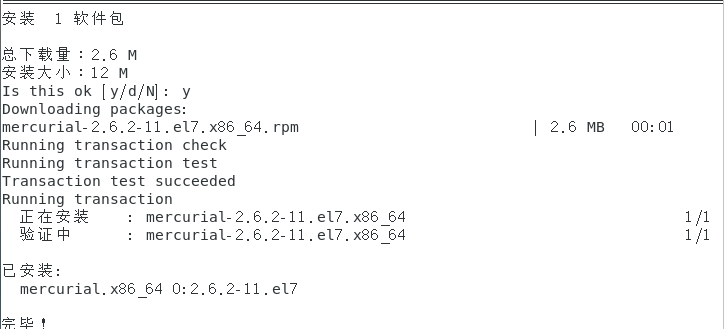 安装  1 软件包
总下载量：2.6 M
安装大小：12 M
Is this ok [y/d/N]: y
Downloading packages:
mercurial-2.6.2-11.el7.x86_64.rpm | 2.6 MB  00:01
Running transaction check
Running transaction test
Transaction test succeeded
Running transaction
正在安装    : mercurial-2.6.2-11.el7.x86_64 1/1
验证中      : mercurial-2.6.2-11.el7.x86_64 1/1
已安装:
mercurial.x86_64 0:2.6.2-11.el7
完毕！